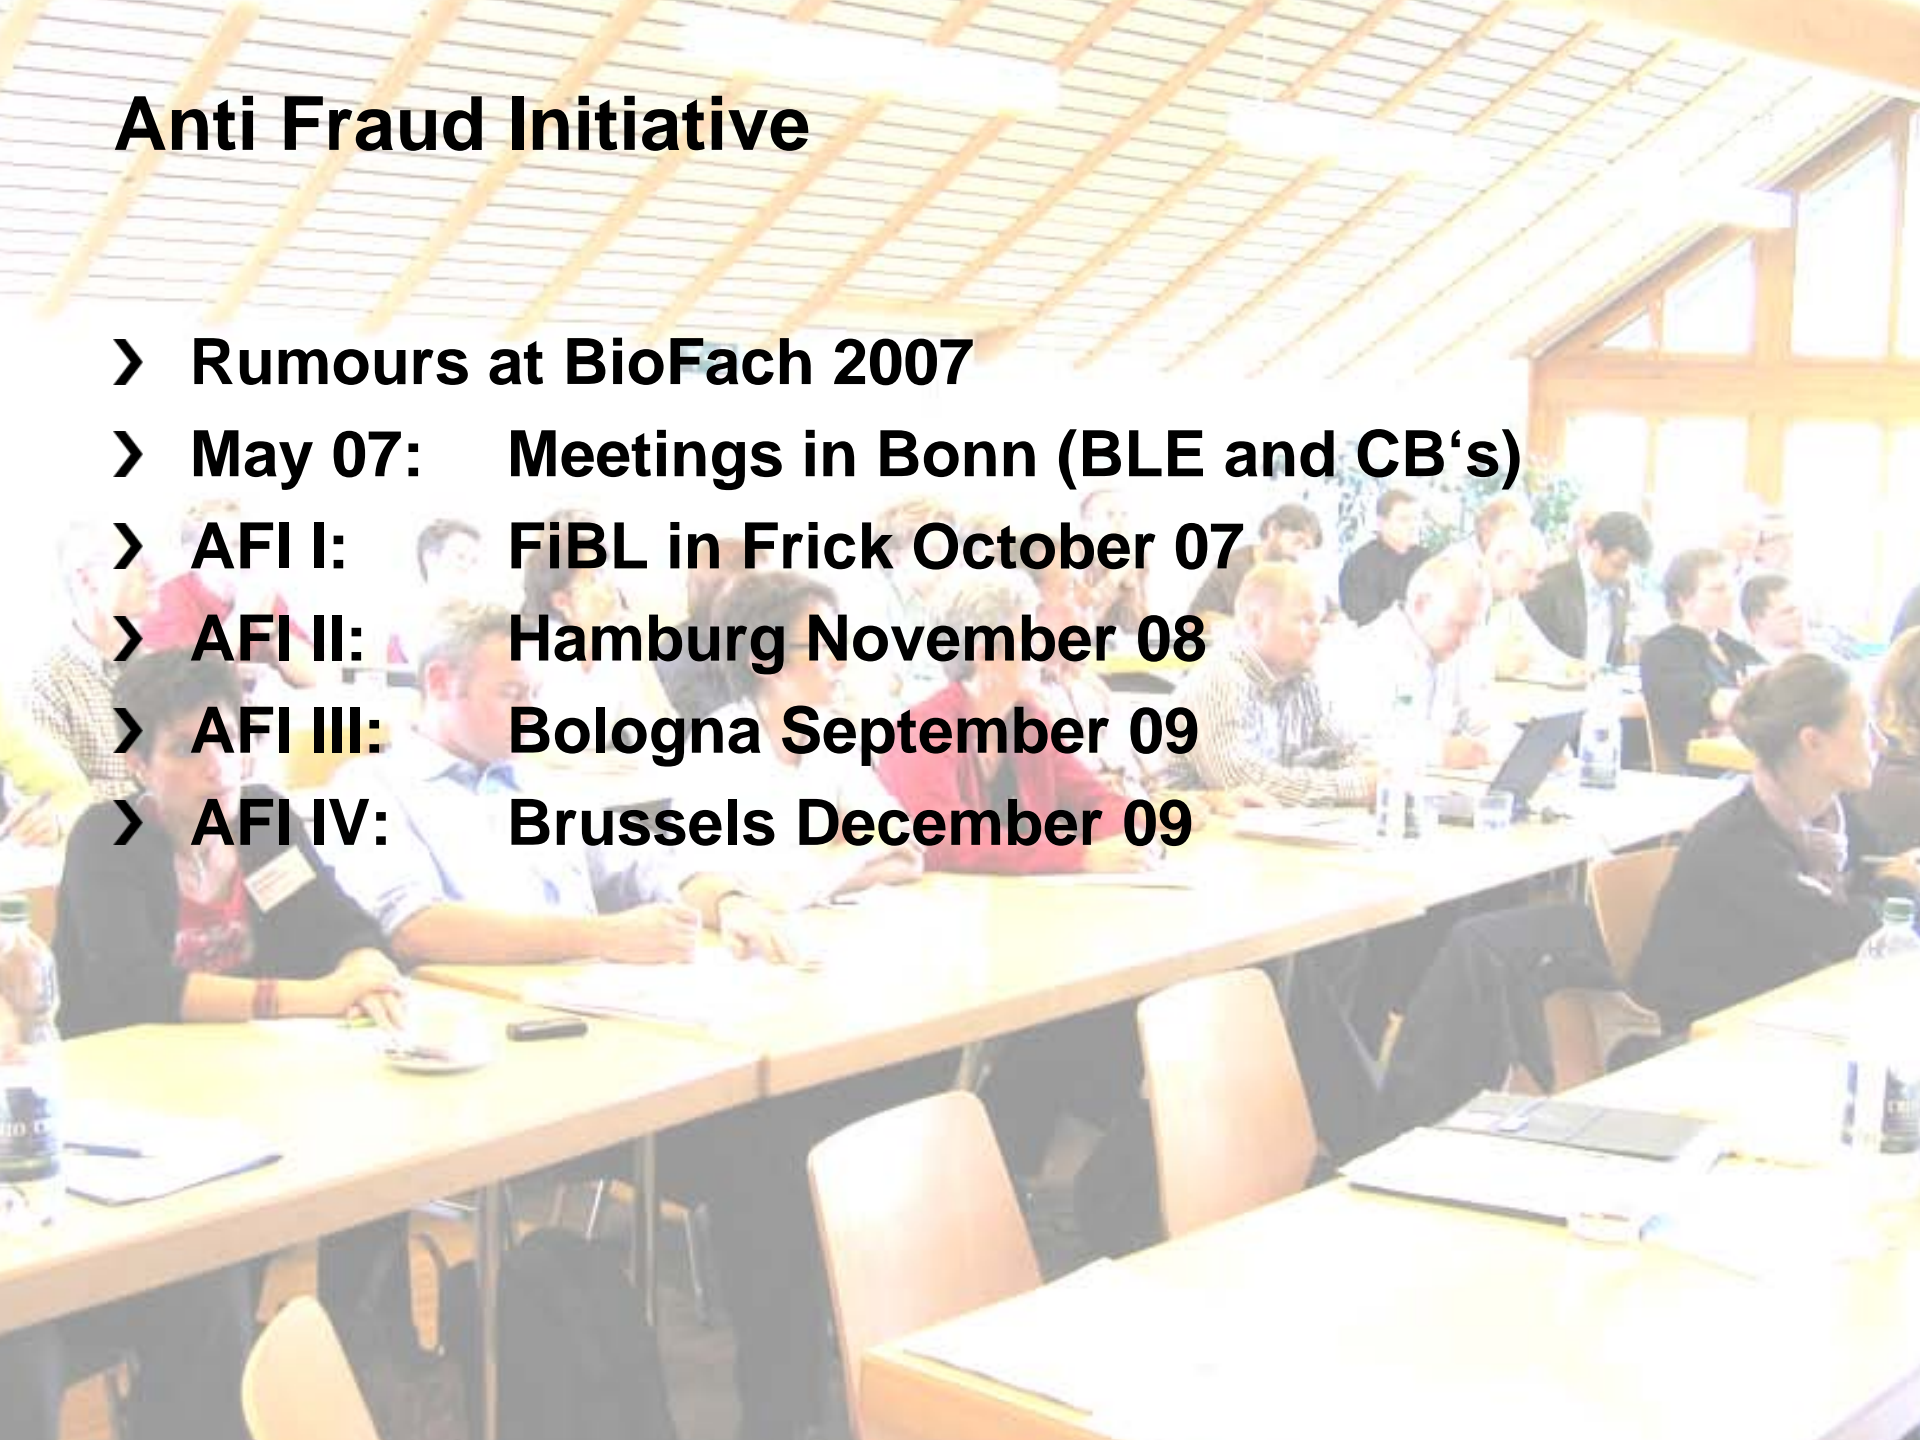 Anti Fraud Initiative
Rumours at BioFach 2007
May 07: Meetings in Bonn (BLE and CB‘s)
AFI I: FiBL in Frick October 07
AFI II: Hamburg November 08
AFI III: Bologna September 09
AFI IV: Brussels December 09